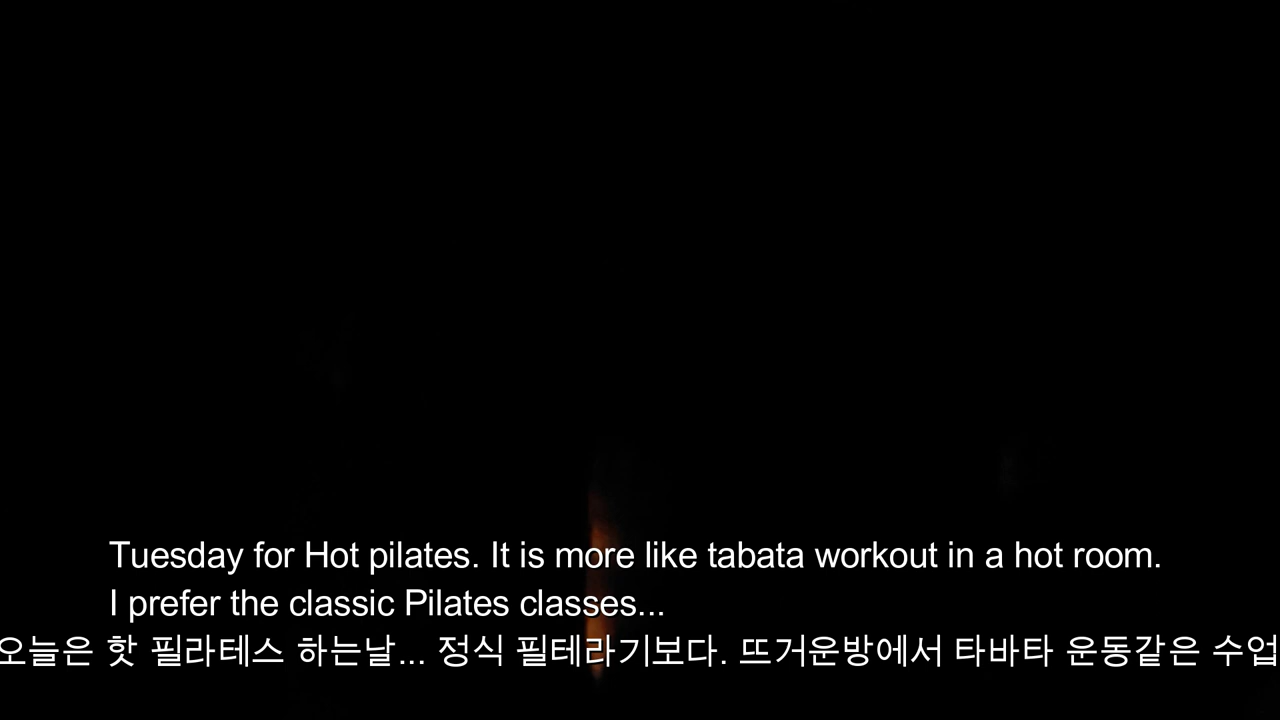 Tuesday for Hot pilates. It is more like tabata workout in a hot room.
I prefer the classic Pilates classes...
오늘은 핫 필라테스 하는날... 정식 필테라기보다. 뜨거운방에서 타바타 운동같은 수업